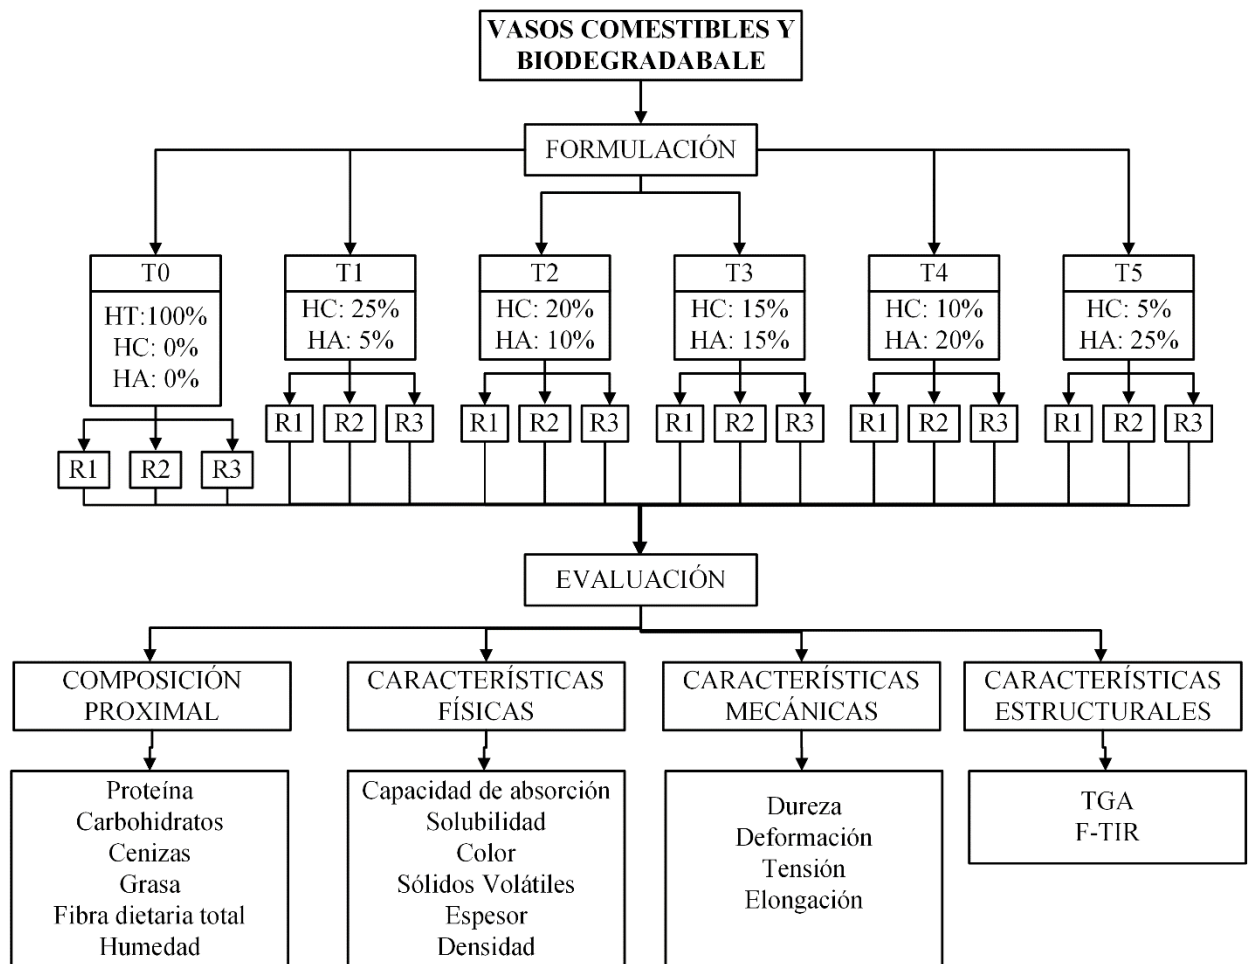 VASOS COMESTIBLES Y
BIODEGRADABALE
FORMULACIÓN
T0
HT:100%
HC: 0%
HA: 0%
T1
HC: 25%
HA: 5%
T2
HC: 20%
HA: 10%
T3
HC: 15%
HA: 15%
T4
HC: 10%
HA: 20%
T5
HC: 5%
HA: 25%
R1 R2 R3
R1 R2 R3
R1 R2 R3
R1 R2 R3
R1 R2 R3
R1 R2 R3
EVALUACIÓN
COMPOSICIÓN
PROXIMAL
Proteína
Carbohidratos
Cenizas
Grasa
Fibra dietaria total
Humedad
CARACTERÍSTICAS
FÍSICAS
Capacidad de absorción
Solubilidad
Color
Sólidos Volátiles
Espesor
Densidad
CARACTERÍSTICAS
MECÁNICAS
Dureza
Deformación
Tensión
Elongación
CARACTERÍSTICAS
ESTRUCTURALES
TGA
F-TIR